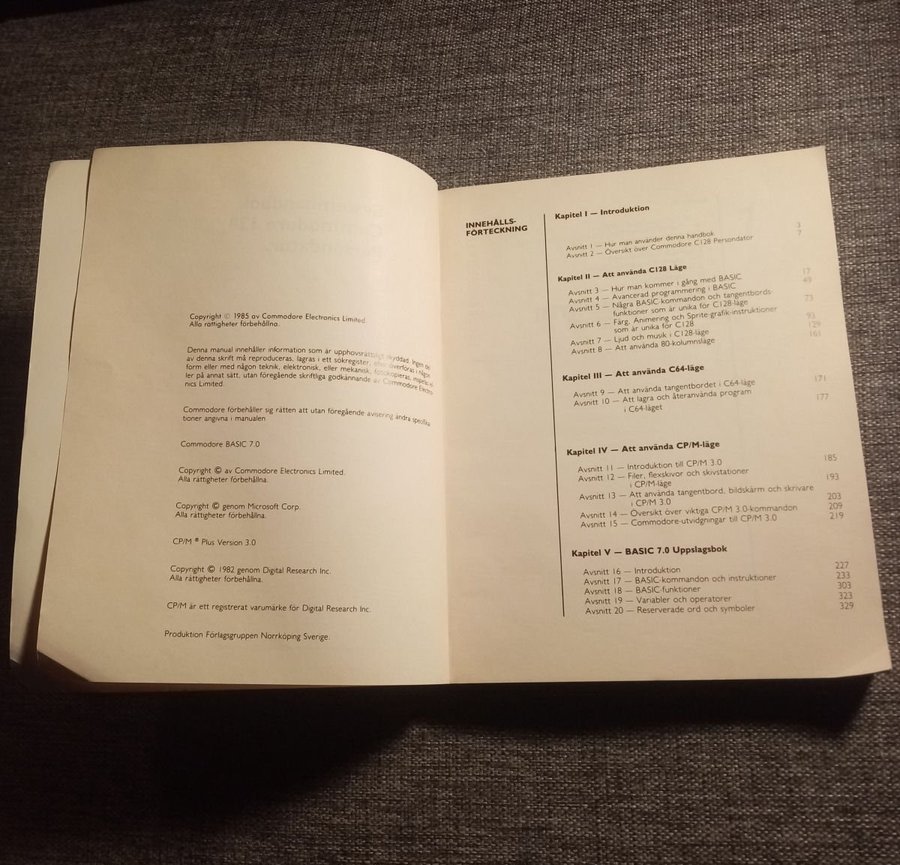 Copyright © 1985 av Commodore Electronics Limited.
Alla rättigheter förbehållna.
Denna manual innehåller information som är upphovsrättsligt skyddad. Ingen del
av denna skrift må reproduceras, lagras i ett sökregister, eller överföras i någon
form eller med någon teknik, elektronisk, eller mekanisk, fotokopieras, inspelas el-
ler på annat sätt, utan föregående skriftliga godkännande av Commodore Electro-
nics Limited.
Commodore förbehåller sig rätten att utan föregående avisering ändra specifika-
tioner angivna i manualen.
Commodore BASIC 7.0
Copyright © av Commodore Electronics Limited.
Alla rättigheter förbehållna.
Copyright © genom Microsoft Corp.
Alla rättigheter förbehållna.
CP/M ® Plus Version 3.0
Copyright © 1982 genom Digital Research Inc.
Alla rättigheter förbehållna.
CP/M är ett registrerat varumärke för Digital Research Inc.
Produktion Förlagsgruppen Norrköping Sverige.
INNEHÅLLS-
FÖRTECKNING
Kapitel I — Introduktion
Avsnitt 1 — Hur man använder denna handbok 3
Avsnitt 2 — Översikt över Commodore C128 Persondator 7
Kapitel II — Att använda C128 Läge
Avsnitt 3 — Hur man kommer i gång med BASIC 17
Avsnitt 4 — Avancerad programmering i BASIC 49
Avsnitt 5 — Några BASIC-kommandon och tangentbords-
funktioner som är unika för C128-läge 73
Avsnitt 6 — Färg, Animering och Sprite-grafik-instruktioner
som är unika för C128 93
Avsnitt 7 — Ljud och musik i C128-läge 129
Avsnitt 8 — Att använda 80-kolumnsläge 161
Kapitel III — Att använda C64-läge
Avsnitt 9 — Att använda tangentbordet i C64-läge 171
Avsnitt 10 — Att lagra och återanvända program
i C64-läget 177
Kapitel IV — Att använda CP/M-läge
Avsnitt 11 — Introduktion till CP/M 3.0 185
Avsnitt 12 — Filer, flexskivor och skivstationer
i CP/M-läge 193
Avsnitt 13 — Att använda tangentbord, bildskärm och skrivare
i CP/M 3.0 203
Avsnitt 14 — Översikt över viktiga CP/M 3.0-kommandon 209
Avsnitt 15 — Commodore-utvidgningar till CP/M 3.0 219
Kapitel V — BASIC 7.0 Uppslagsbok
Avsnitt 16 — Introduktion 227
Avsnitt 17 — BASIC-kommandon och instruktioner 233
Avsnitt 18 — BASIC-funktioner 303
Avsnitt 19 — Variabler och operatorer 323
Avsnitt 20 — Reserverade ord och symboler 329